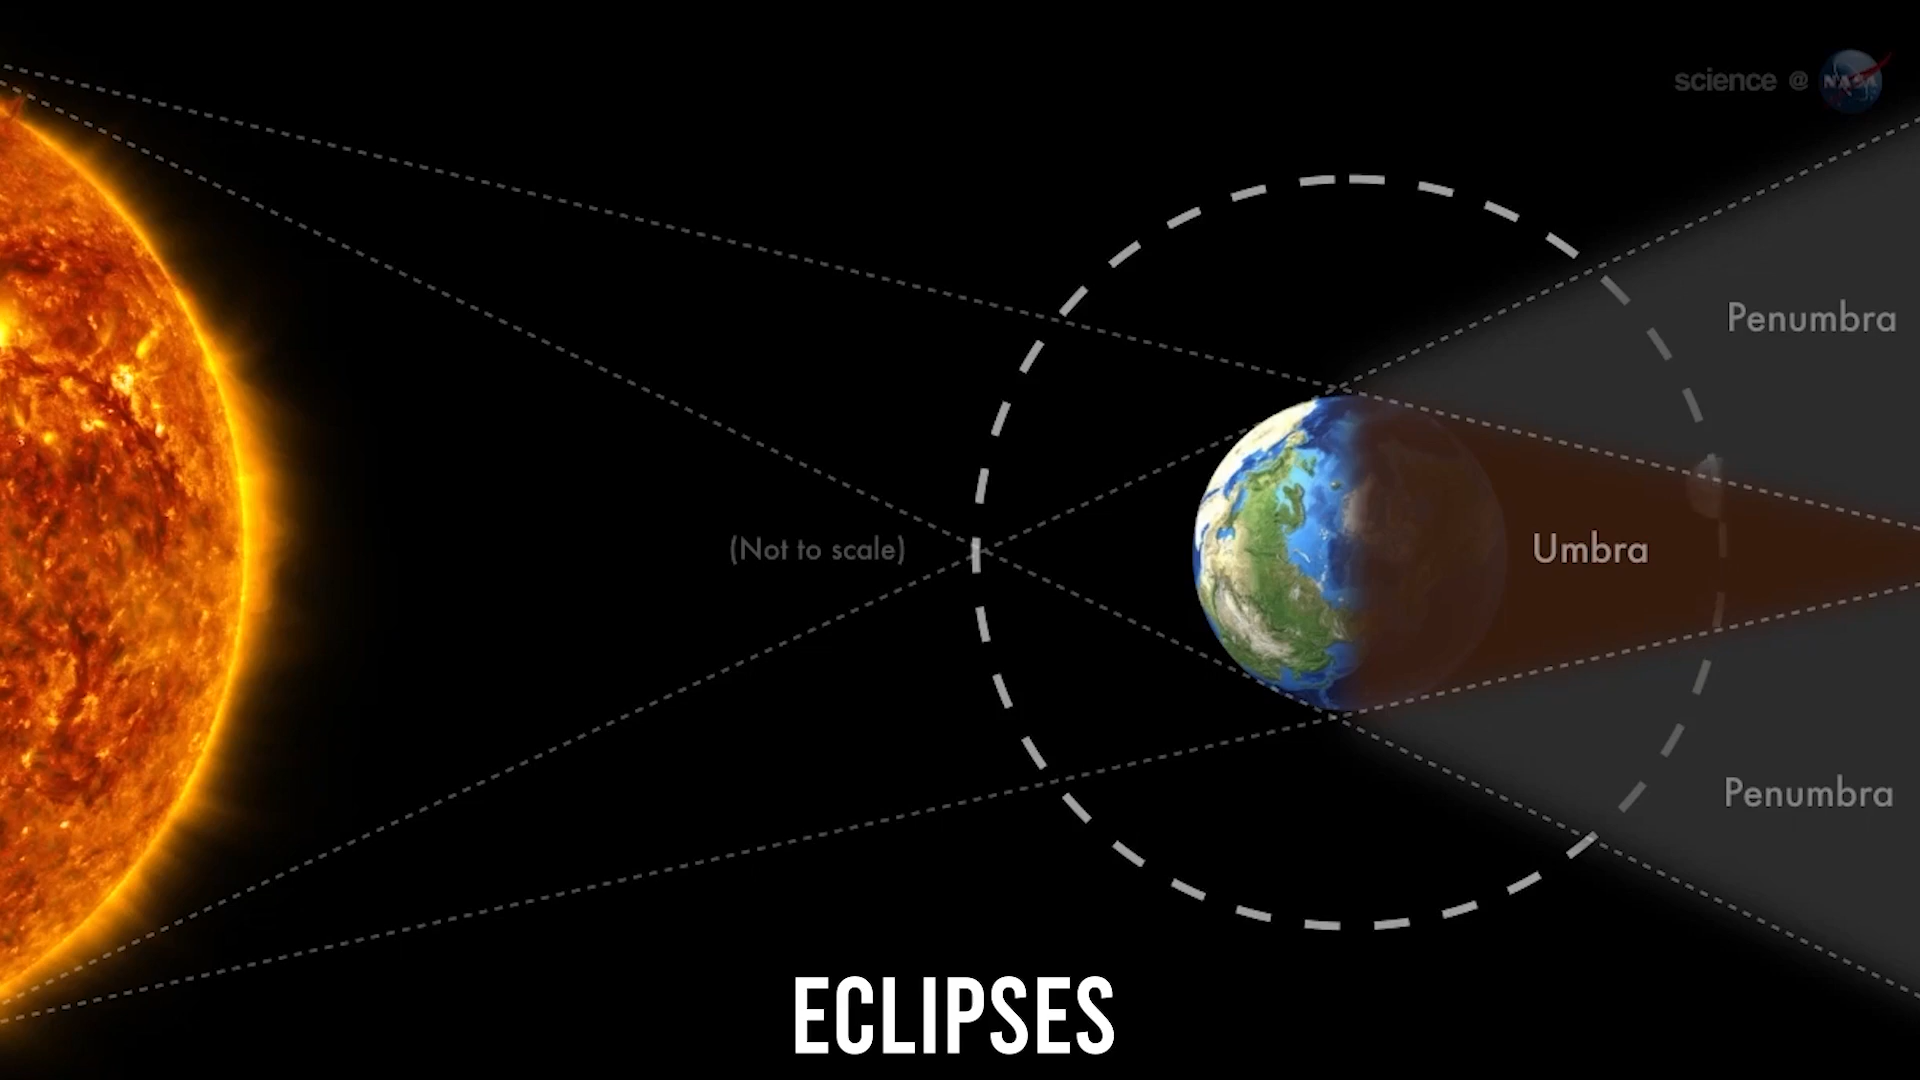 science @ NASA
Penumbra
(Not to scale)
Umbra
Penumbra
ECLIPSES